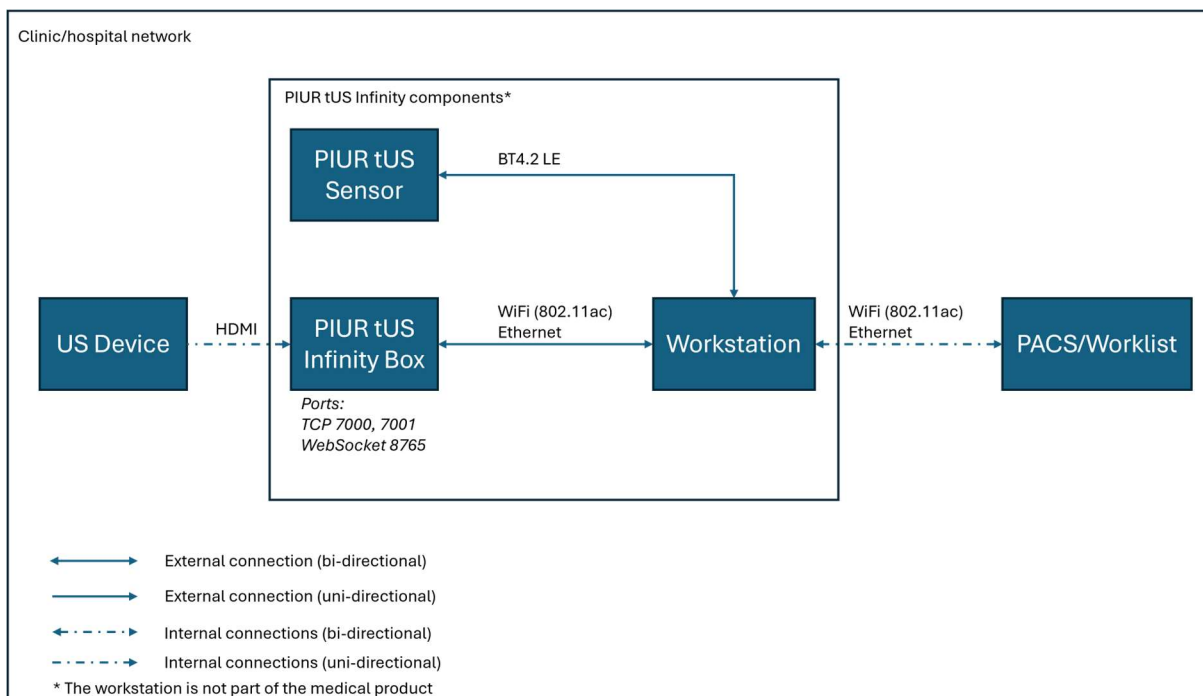 Clinic/hospital network
PIUR tUS Infinity components*
PIUR tUS
Sensor
BT4.2 LE
US Device
HDMI
PIUR tUS
Infinity Box
Ports:
TCP 7000, 7001
WebSocket 8765
WiFi (802.11ac)
Ethernet
Workstation
WiFi (802.11ac)
Ethernet
PACS/Worklist
External connection (bi-directional)
External connection (uni-directional)
Internal connections (bi-directional)
Internal connections (uni-directional)
* The workstation is not part of the medical product